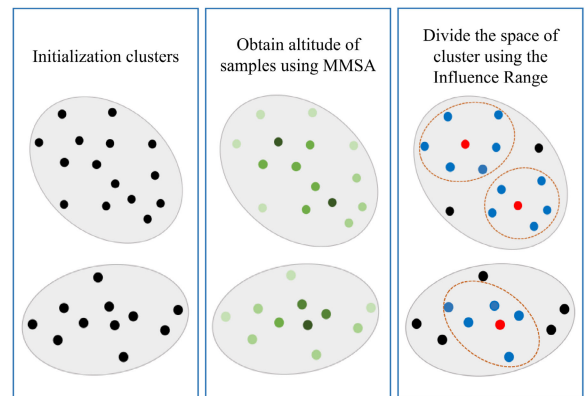 Initialization clusters
Obtain altitude of
samples using MMSA
Divide the space of
cluster using the
Influence Range